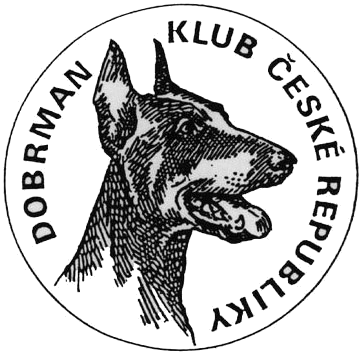 DOBRMAN KLUB ČESKÉ REPUBLIKY